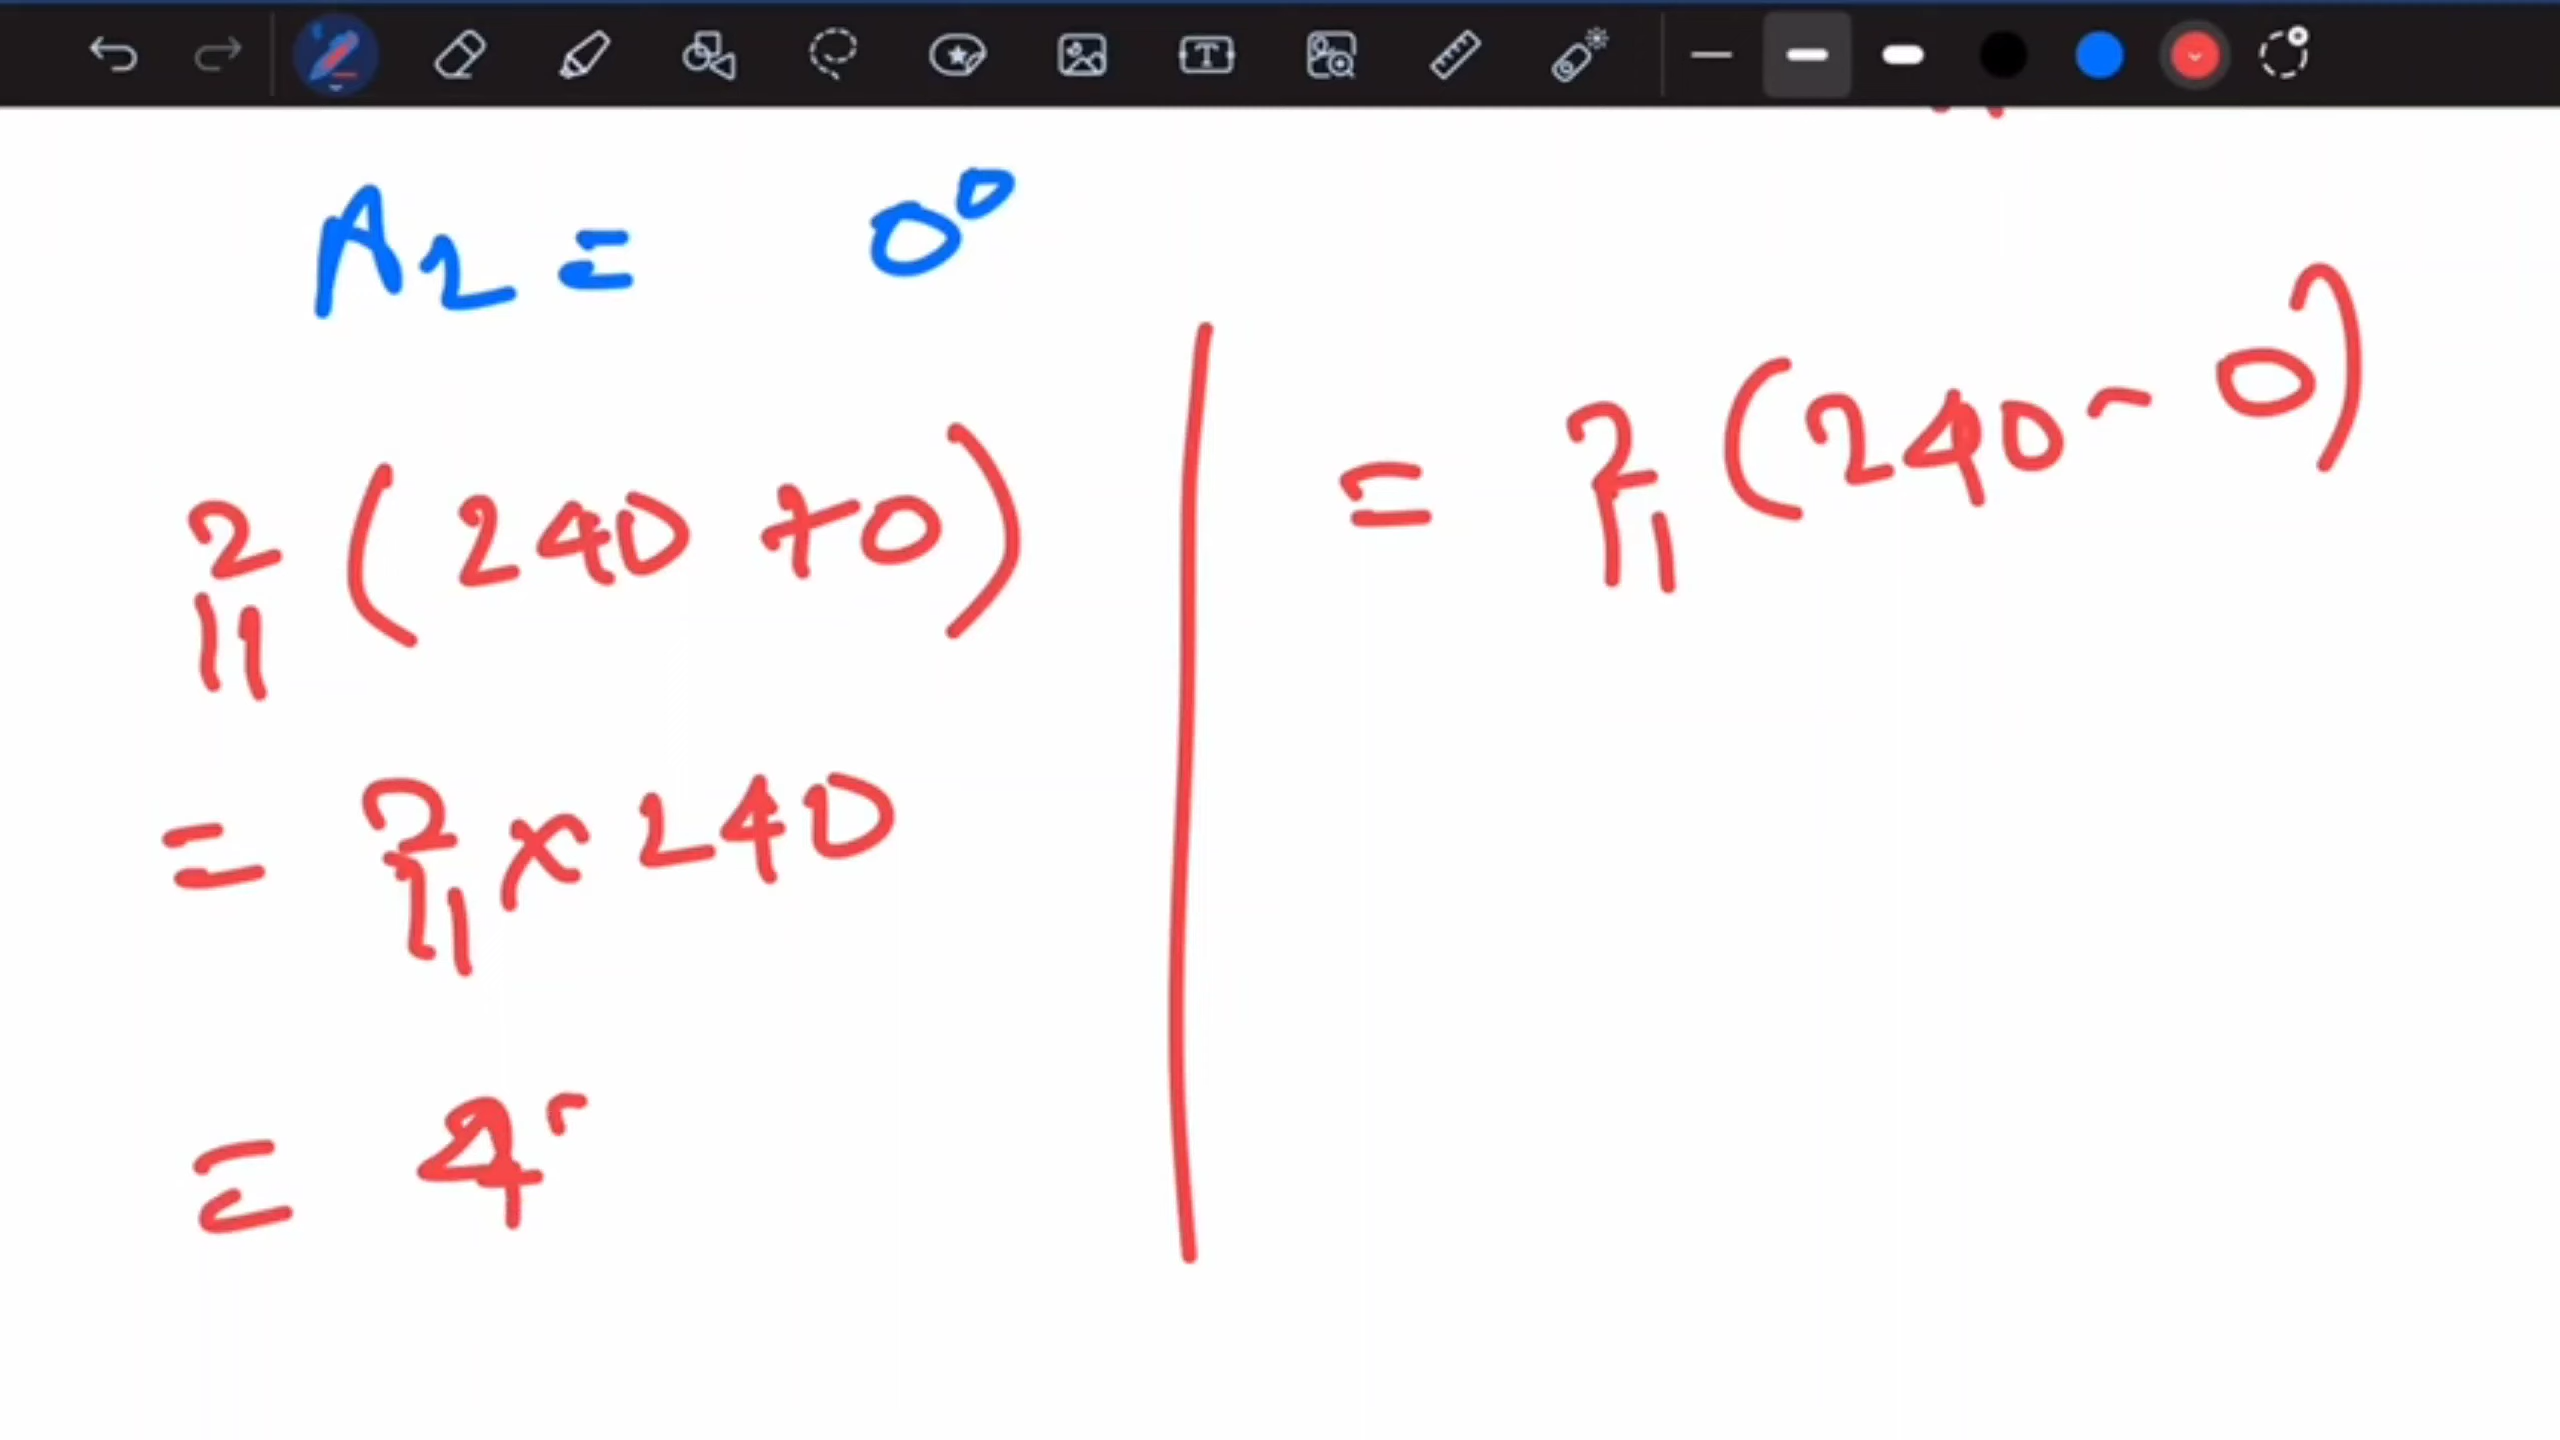 A2 = 0°
2/11 (240 + 0)
= 2/11 × 240
= 4
= 2/11 (240 - 0)